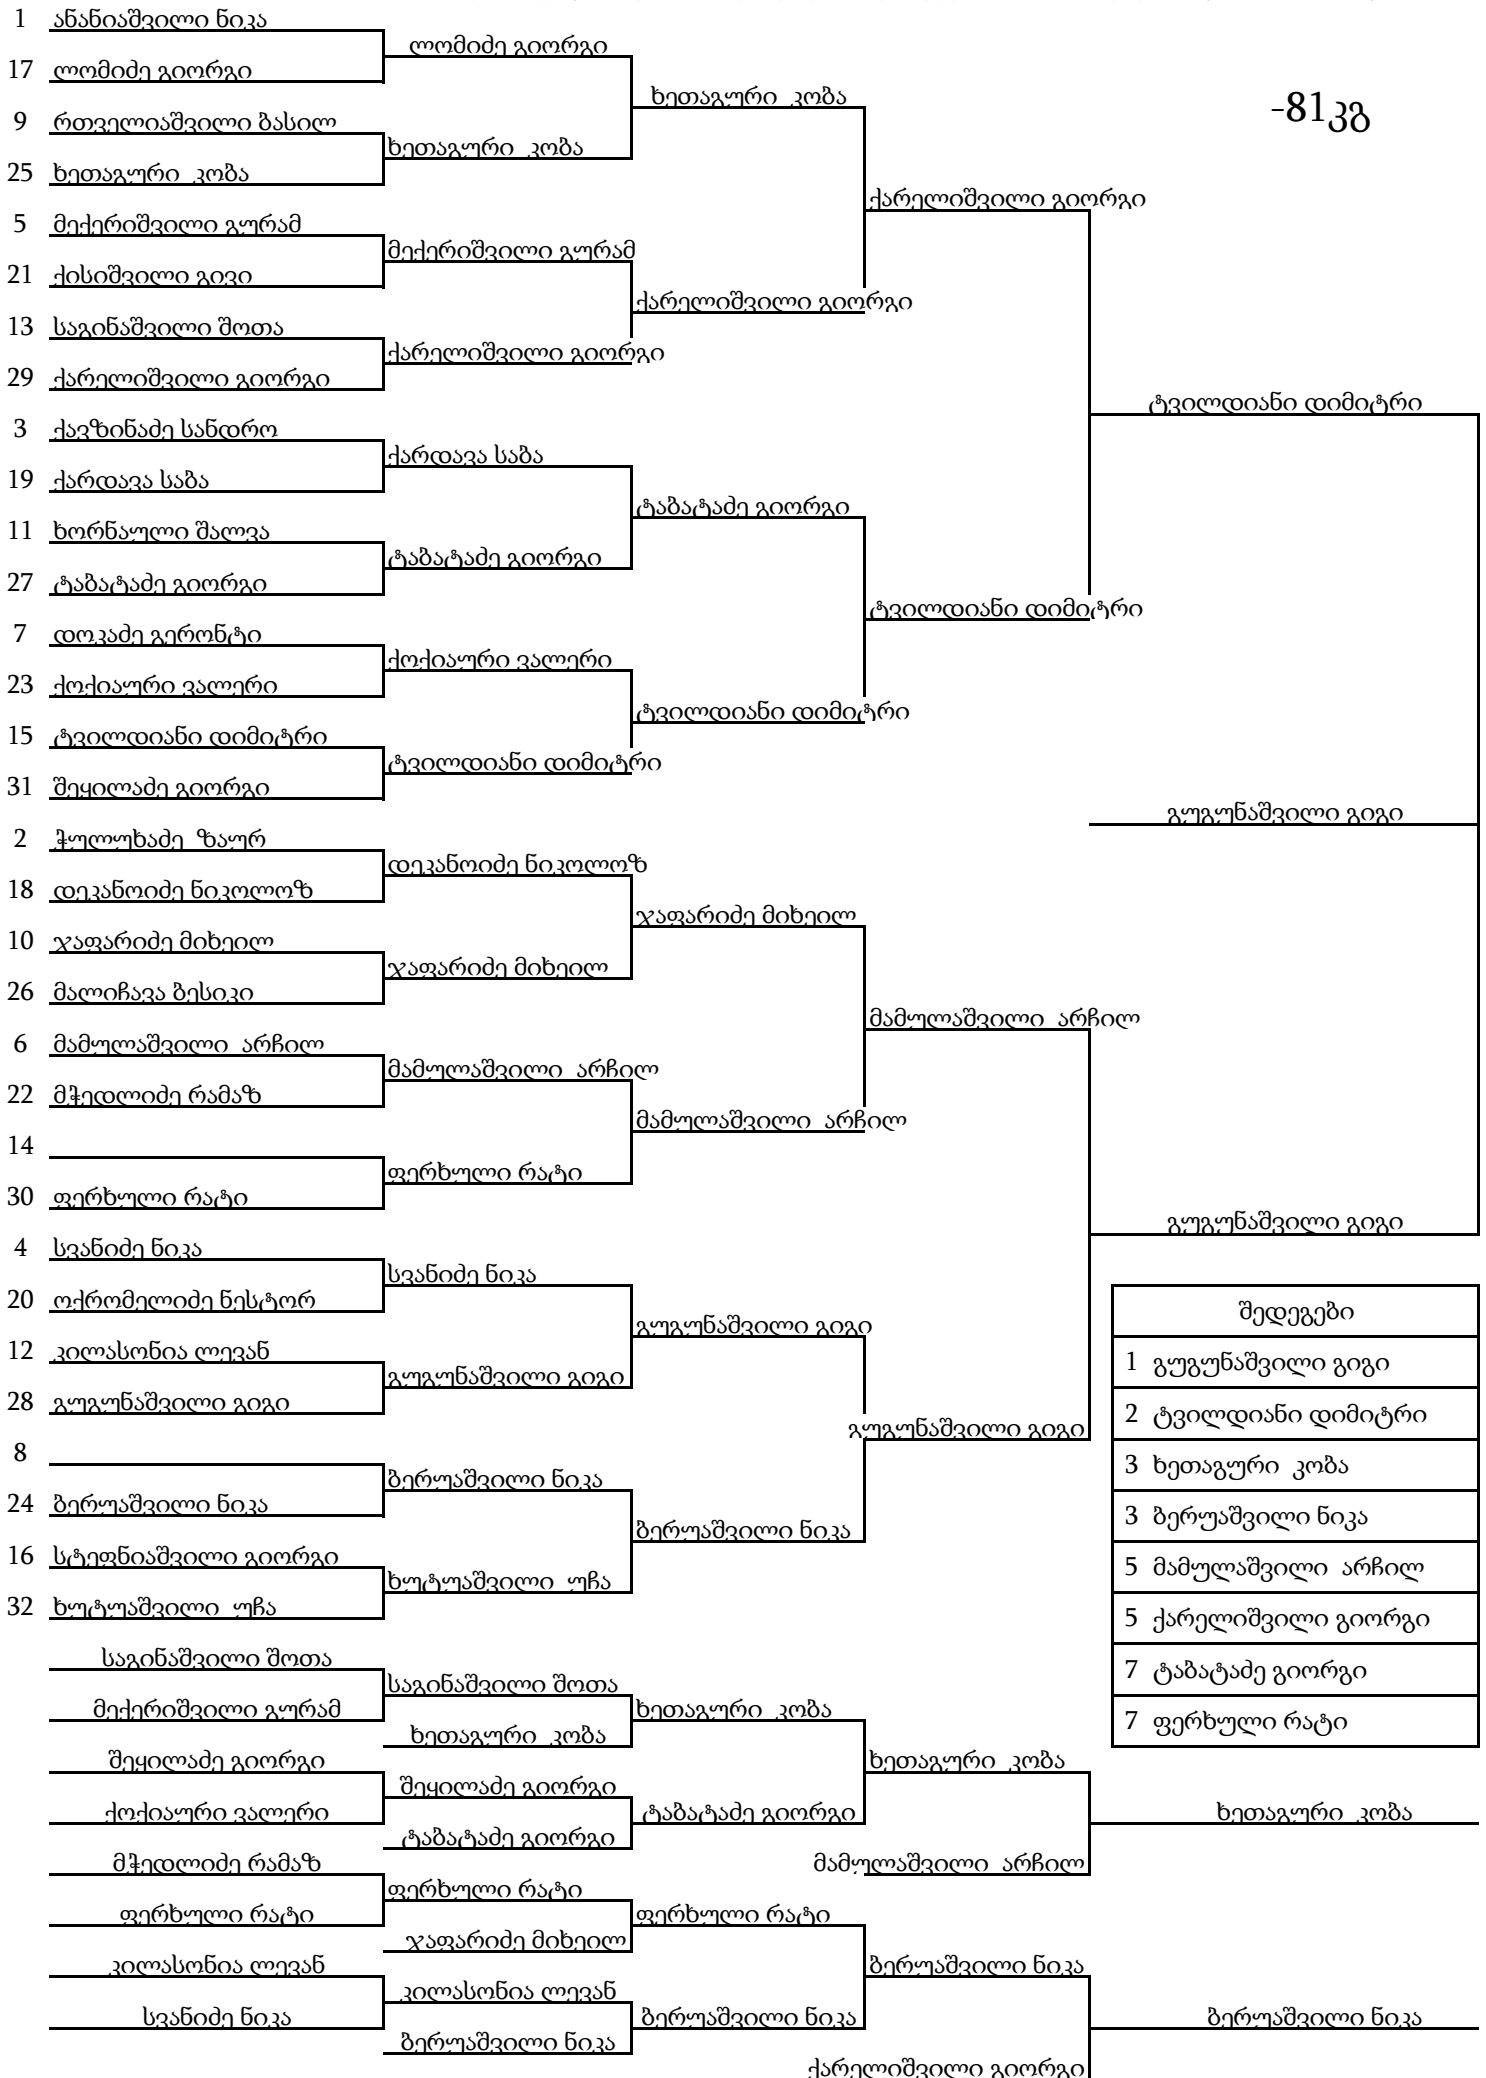 1 ანანიაშვილი ნიკა
ლომიძე გიორგი
17 ლომიძე გიორგი
ხეთაგური კობა
-81კგ
9 რთველიაშვილი ბასილ
ხეთაგური კობა
25 ხეთაგური კობა
ქარელიშვილი გიორგი
5 მექერიშვილი გურამ
მექერიშვილი გურამ
21 ქისიშვილი გივი
ქარელიშვილი გიორგი
13 საგინაშვილი შოთა
ქარელიშვილი გიორგი
29 ქარელიშვილი გიორგი
ტვილდიანი დიმიტრი
3 ქავზინაძე სანდრო
ქარდავა საბა
19 ქარდავა საბა
ტაბატაძე გიორგი
11 ხორნაული შალვა
ტაბატაძე გიორგი
27 ტაბატაძე გიორგი
ტვილდიანი დიმიტრი
7 დოკაძე გერონტი
ქოქიაური ვალერი
23 ქოქიაური ვალერი
ტვილდიანი დიმიტრი
15 ტვილდიანი დიმიტრი
ტვილდიანი დიმიტრი
31 შეყილაძე გიორგი
გუგუნაშვილი გიგი
2 ჭულუხაძე ზაურ
დეკანოიძე ნიკოლოზ
18 დეკანოიძე ნიკოლოზ
ჯაფარიძე მიხეილ
10 ჯაფარიძე მიხეილ
ჯაფარიძე მიხეილ
26 მალიჩავა ბესიკი
მამულაშვილი არჩილ
6 მამულაშვილი არჩილ
მამულაშვილი არჩილ
22 მჭედლიძე რამაზ
მამულაშვილი არჩილ
14
ფერხული რატი
30 ფერხული რატი
გუგუნაშვილი გიგი
4 სვანიძე ნიკა
სვანიძე ნიკა
20 ოქრომელიძე ნესტორ
შედეგები
გუგუნაშვილი გიგი
12 კილასონია ლევან
1 გუგუნაშვილი გიგი
გუგუნაშვილი გიგი
28 გუგუნაშვილი გიგი
2 ტვილდიანი დიმიტრი
გუგუნაშვილი გიგი
8
3 ხეთაგური კობა
ბერუაშვილი ნიკა
24 ბერუაშვილი ნიკა
3 ბერუაშვილი ნიკა
ბერუაშვილი ნიკა
16 სტეფნიაშვილი გიორგი
5 მამულაშვილი არჩილ
ხუტუაშვილი უჩა
32 ხუტუაშვილი უჩა
5 ქარელიშვილი გიორგი
საგინაშვილი შოთა
7 ტაბატაძე გიორგი
საგინაშვილი შოთა
მექერიშვილი გურამ
ხეთაგური კობა
7 ფერხული რატი
ხეთაგური კობა
შეყილაძე გიორგი
ხეთაგური კობა
შეყილაძე გიორგი
ქოქიაური ვალერი
ტაბატაძე გიორგი
ხეთაგური კობა
ტაბატაძე გიორგი
მჭედლიძე რამაზ
მამულაშვილი არჩილ
ფერხული რატი
ფერხული რატი
ფერხული რატი
ჯაფარიძე მიხეილ
კილასონია ლევან
ბერუაშვილი ნიკა
კილასონია ლევან
სვანიძე ნიკა
ბერუაშვილი ნიკა
ბერუაშვილი ნიკა
ბერუაშვილი ნიკა
ქარელიშვილი გიორგი